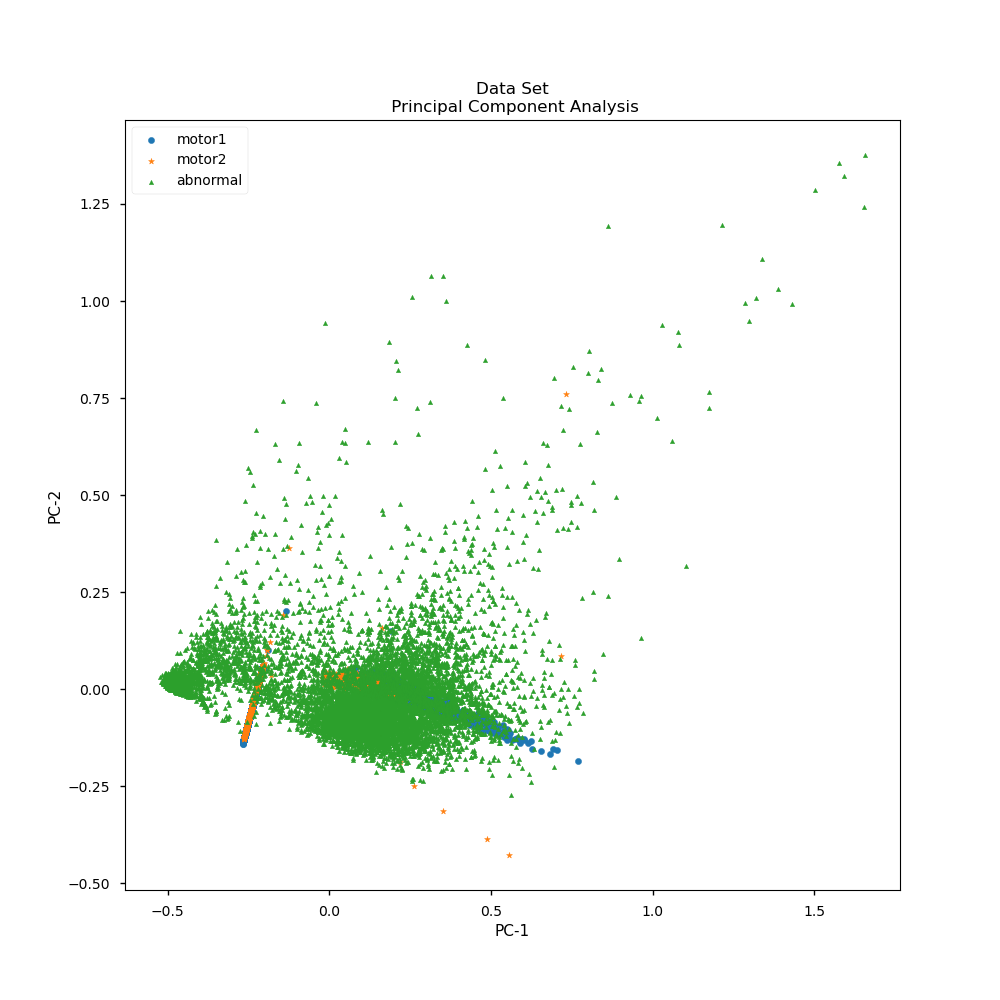 Data Set
Principal Component Analysis
motor1
motor2
abnormal
1.25
1.00
0.75
0.50
0.25
0.00
−0.25
−0.50
PC-2
−0.5
0.0
0.5
1.0
1.5
PC-1